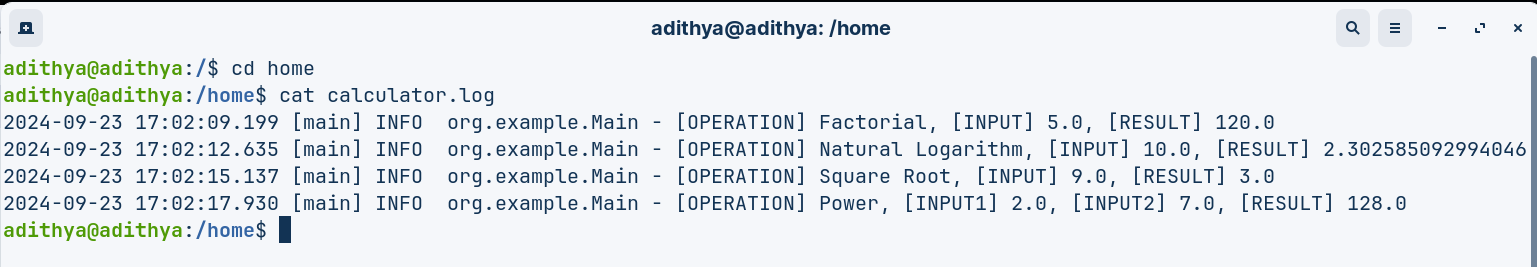 adithya@adithya: /home
adithya@adithya:/$ cd home
adithya@adithya:/home$ cat calculator.log
2024-09-23 17:02:09.199 [main] INFO  org.example.Main - [OPERATION] Factorial, [INPUT] 5.0, [RESULT] 120.0
2024-09-23 17:02:12.635 [main] INFO  org.example.Main - [OPERATION] Natural Logarithm, [INPUT] 10.0, [RESULT] 2.302585092994046
2024-09-23 17:02:15.137 [main] INFO  org.example.Main - [OPERATION] Square Root, [INPUT] 9.0, [RESULT] 3.0
2024-09-23 17:02:17.930 [main] INFO  org.example.Main - [OPERATION] Power, [INPUT1] 2.0, [INPUT2] 7.0, [RESULT] 128.0
adithya@adithya:/home$